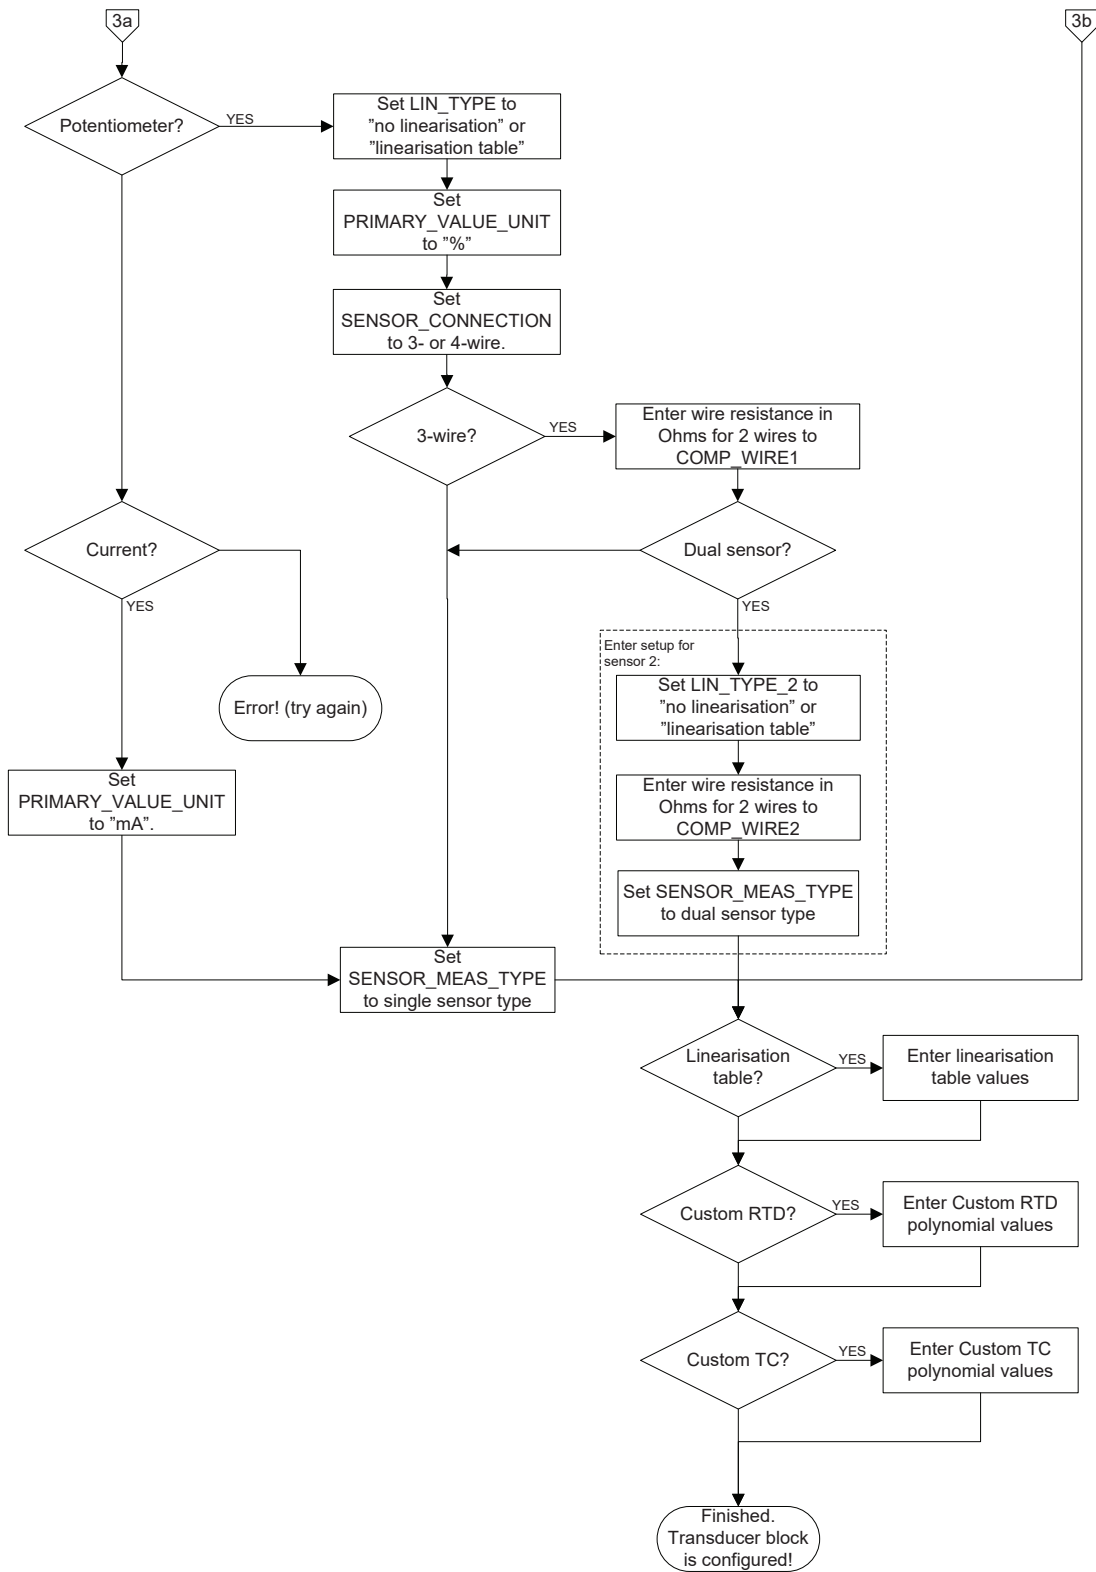 3a
3b
Potentiometer?
YES
Set LIN_TYPE to
"no linearisation" or
"linearisation table"
Set
PRIMARY_VALUE_UNIT
to "%"
Set
SENSOR_CONNECTION
to 3- or 4-wire.
3-wire?
YES
Enter wire resistance in
Ohms for 2 wires to
COMP_WIRE1
Current?
YES
Dual sensor?
YES
Error! (try again)
Enter setup for
sensor 2:
Set LIN_TYPE_2 to
"no linearisation" or
"linearisation table"
Enter wire resistance in
Ohms for 2 wires to
COMP_WIRE2
Set SENSOR_MEAS_TYPE
to dual sensor type
Set
PRIMARY_VALUE_UNIT
to "mA".
Set
SENSOR_MEAS_TYPE
to single sensor type
Linearisation
table?
YES
Enter linearisation
table values
Custom RTD?
YES
Enter Custom RTD
polynomial values
Custom TC?
YES
Enter Custom TC
polynomial values
Finished.
Transducer block
is configured!